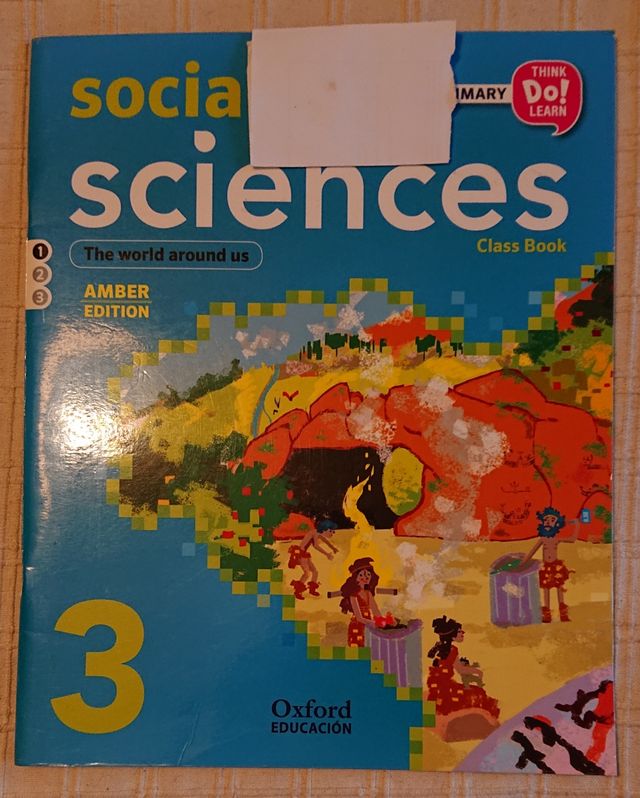 socia
IMARY
THINK
Do!
LEARN
sciences
Class Book
1
The world around us
2
3
AMBER
EDITION
3
Oxford
EDUCACIÓN